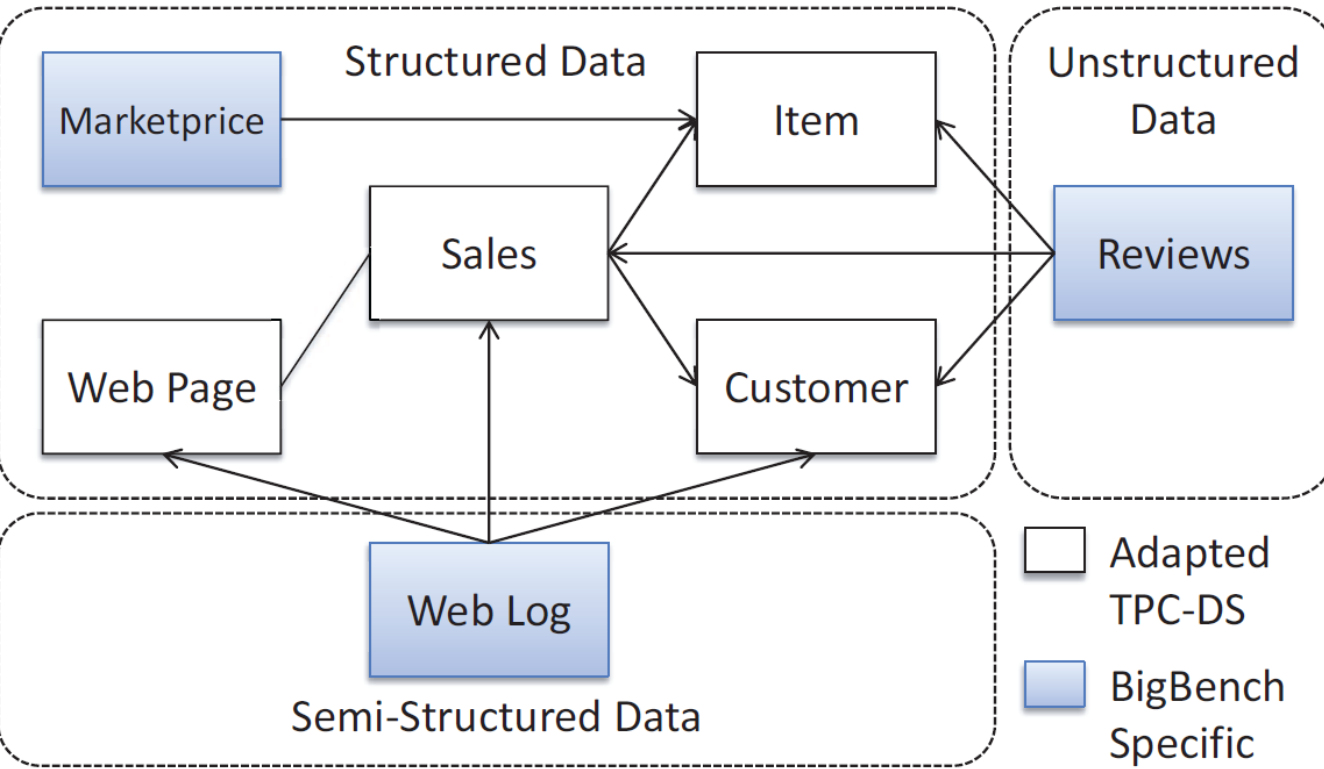 Structured Data
Marketprice
Item
Sales
Web Page
Customer
Unstructured
Data
Reviews
Web Log
Semi-Structured Data
Adapted
TPC-DS
BigBench
Specific